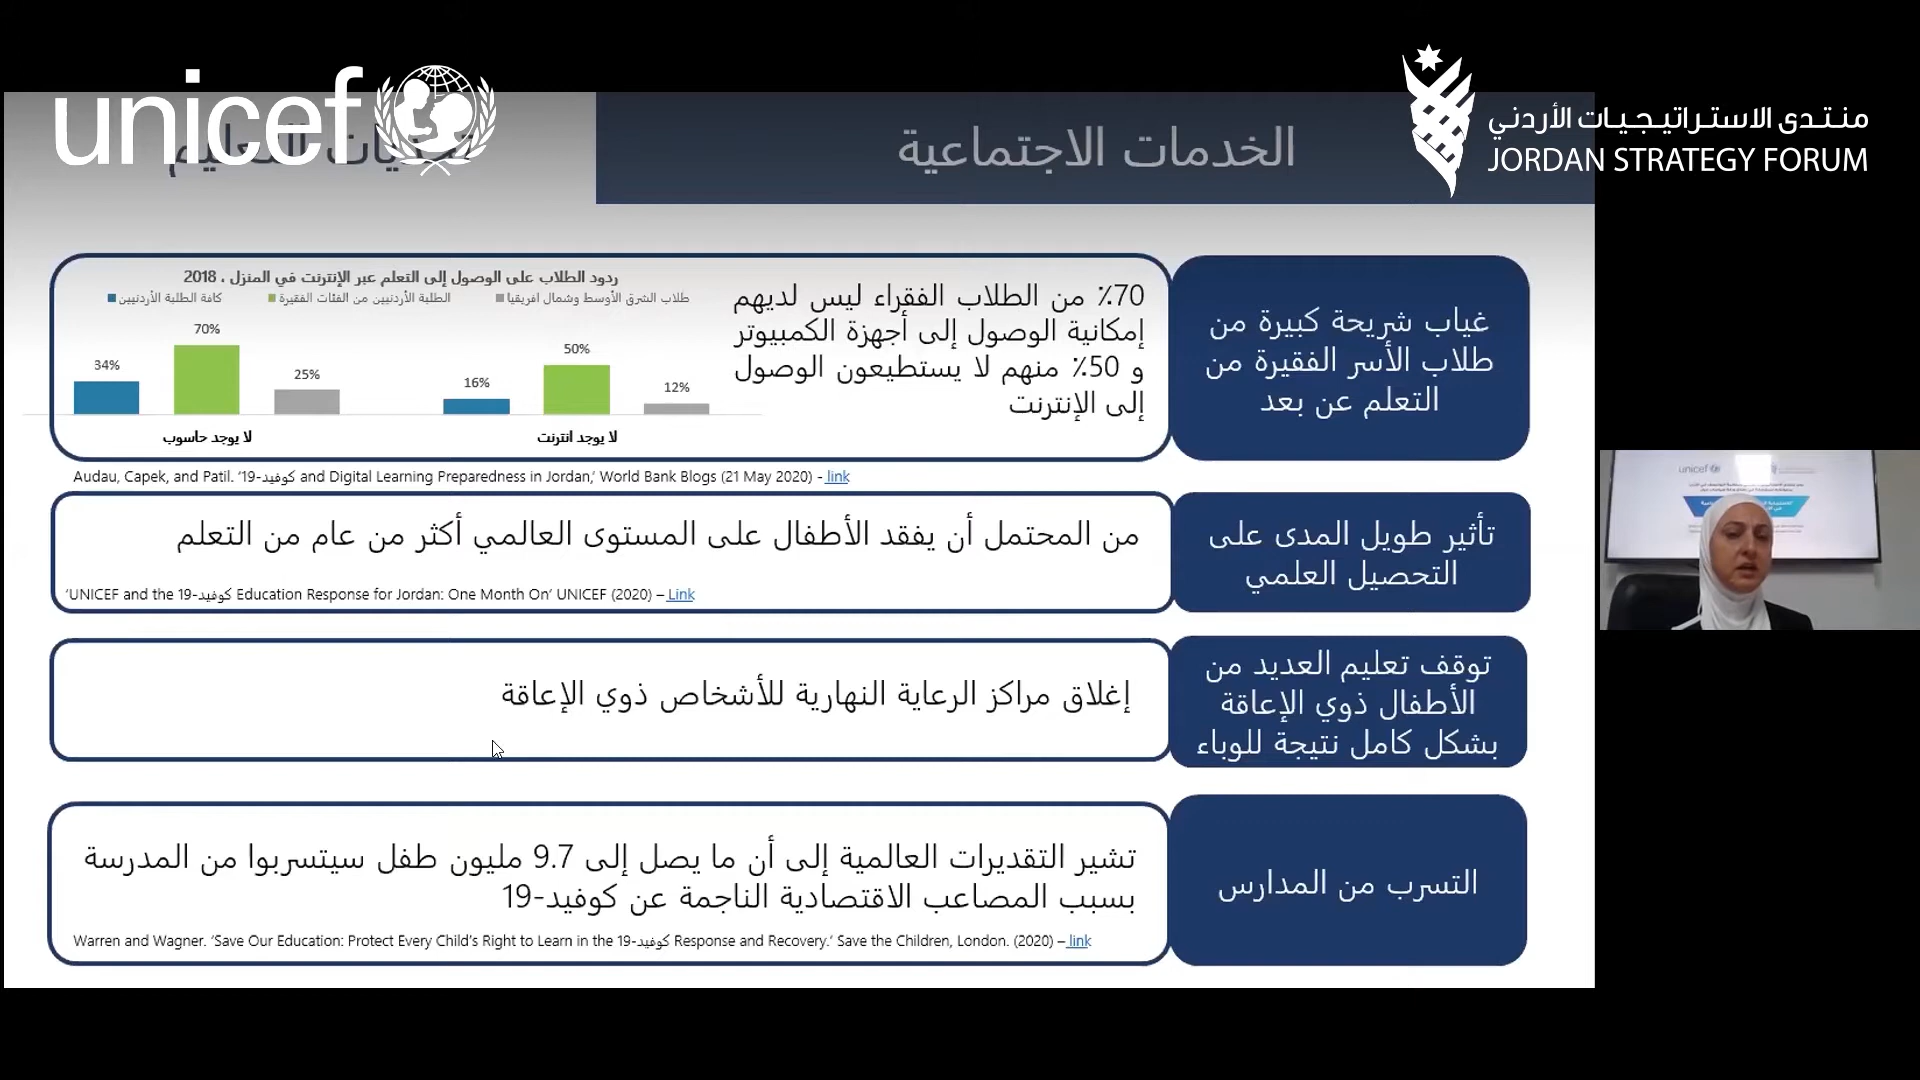 unicef
منتدى الاستراتيجيات الأردني
JORDAN STRATEGY FORUM
الخدمات الاجتماعية
غياب شريحة كبيرة من
طلاب الأسر الفقيرة من
التعلم عن بعد
70٪ من الطلاب الفقراء ليس لديهم
إمكانية الوصول إلى أجهزة الكمبيوتر
و 50٪ منهم لا يستطيعون الوصول
إلى الإنترنت
ردود الطلاب على الوصول إلى التعلم عبر الإنترنت في المنزل ، 2018
كافة الطلبة الأردنيين
الطلبة الأردنيين من الفئات الفقيرة
طلاب الشرق الأوسط وشمال افريقيا
34%
70%
25%
16%
50%
12%
لا يوجد حاسوب
لا يوجد انترنت
Audau, Capek, and Patil. ‘19-كوفيد and Digital Learning Preparedness in Jordan,’ World Bank Blogs (21 May 2020) - link
تأثير طويل المدى على
التحصيل العلمي
من المحتمل أن يفقد الأطفال على المستوى العالمي أكثر من عام من التعلم
‘UNICEF and the 19-كوفيد Education Response for Jordan: One Month On’ UNICEF (2020) – Link
توقف تعليم العديد من
الأطفال ذوي الإعاقة
بشكل كامل نتيجة للوباء
إغلاق مراكز الرعاية النهارية للأشخاص ذوي الإعاقة
التسرب من المدارس
تشير التقديرات العالمية إلى أن ما يصل إلى 9.7 مليون طفل سيتسربوا من المدرسة
بسبب المصاعب الاقتصادية الناجمة عن كوفيد-19
Warren and Wagner. ‘Save Our Education: Protect Every Child’s Right to Learn in the 19-كوفيد Response and Recovery.’ Save the Children, London. (2020) – link
unicef